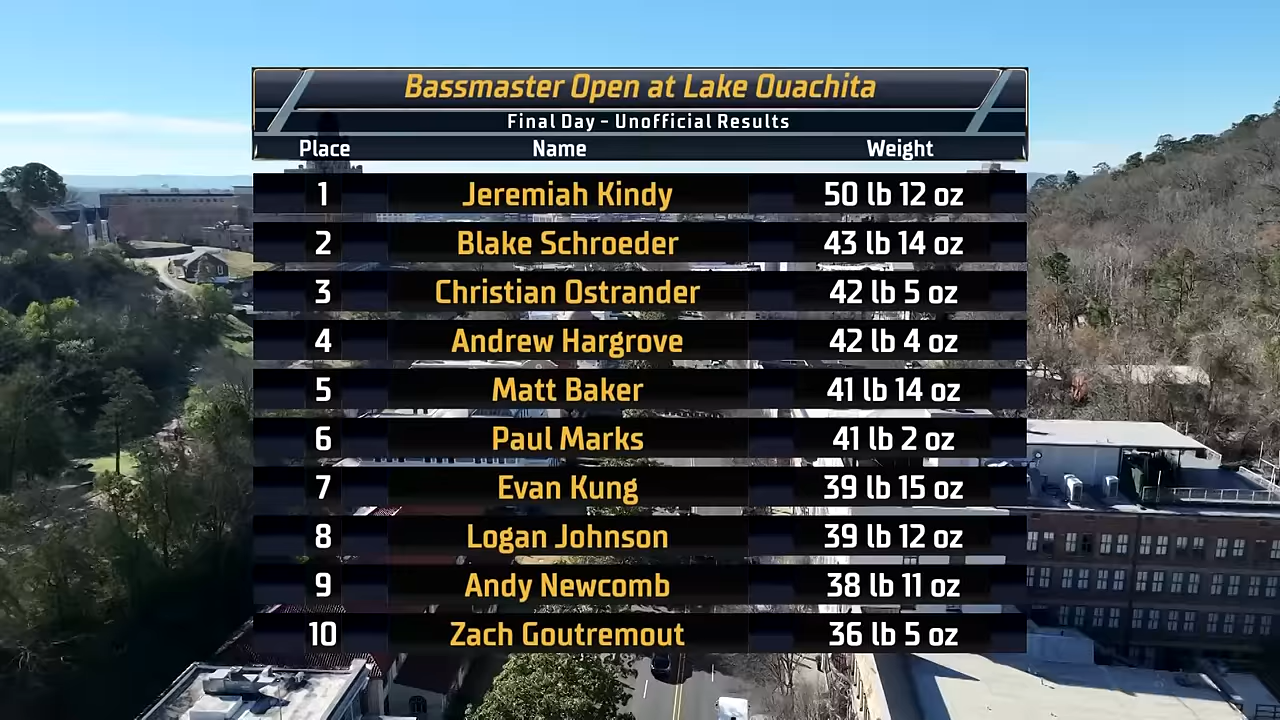 Bassmaster Open at Lake Ouachita
Final Day - Unofficial Results
Place Name Weight
1 Jeremiah Kindy 50 lb 12 oz
2 Blake Schroeder 43 lb 14 oz
3 Christian Ostrander 42 lb 5 oz
4 Andrew Hargrove 42 lb 4 oz
5 Matt Baker 41 lb 14 oz
6 Paul Marks 41 lb 2 oz
7 Evan Kung 39 lb 15 oz
8 Logan Johnson 39 lb 12 oz
9 Andy Newcomb 38 lb 11 oz
10 Zach Goutremout 36 lb 5 oz